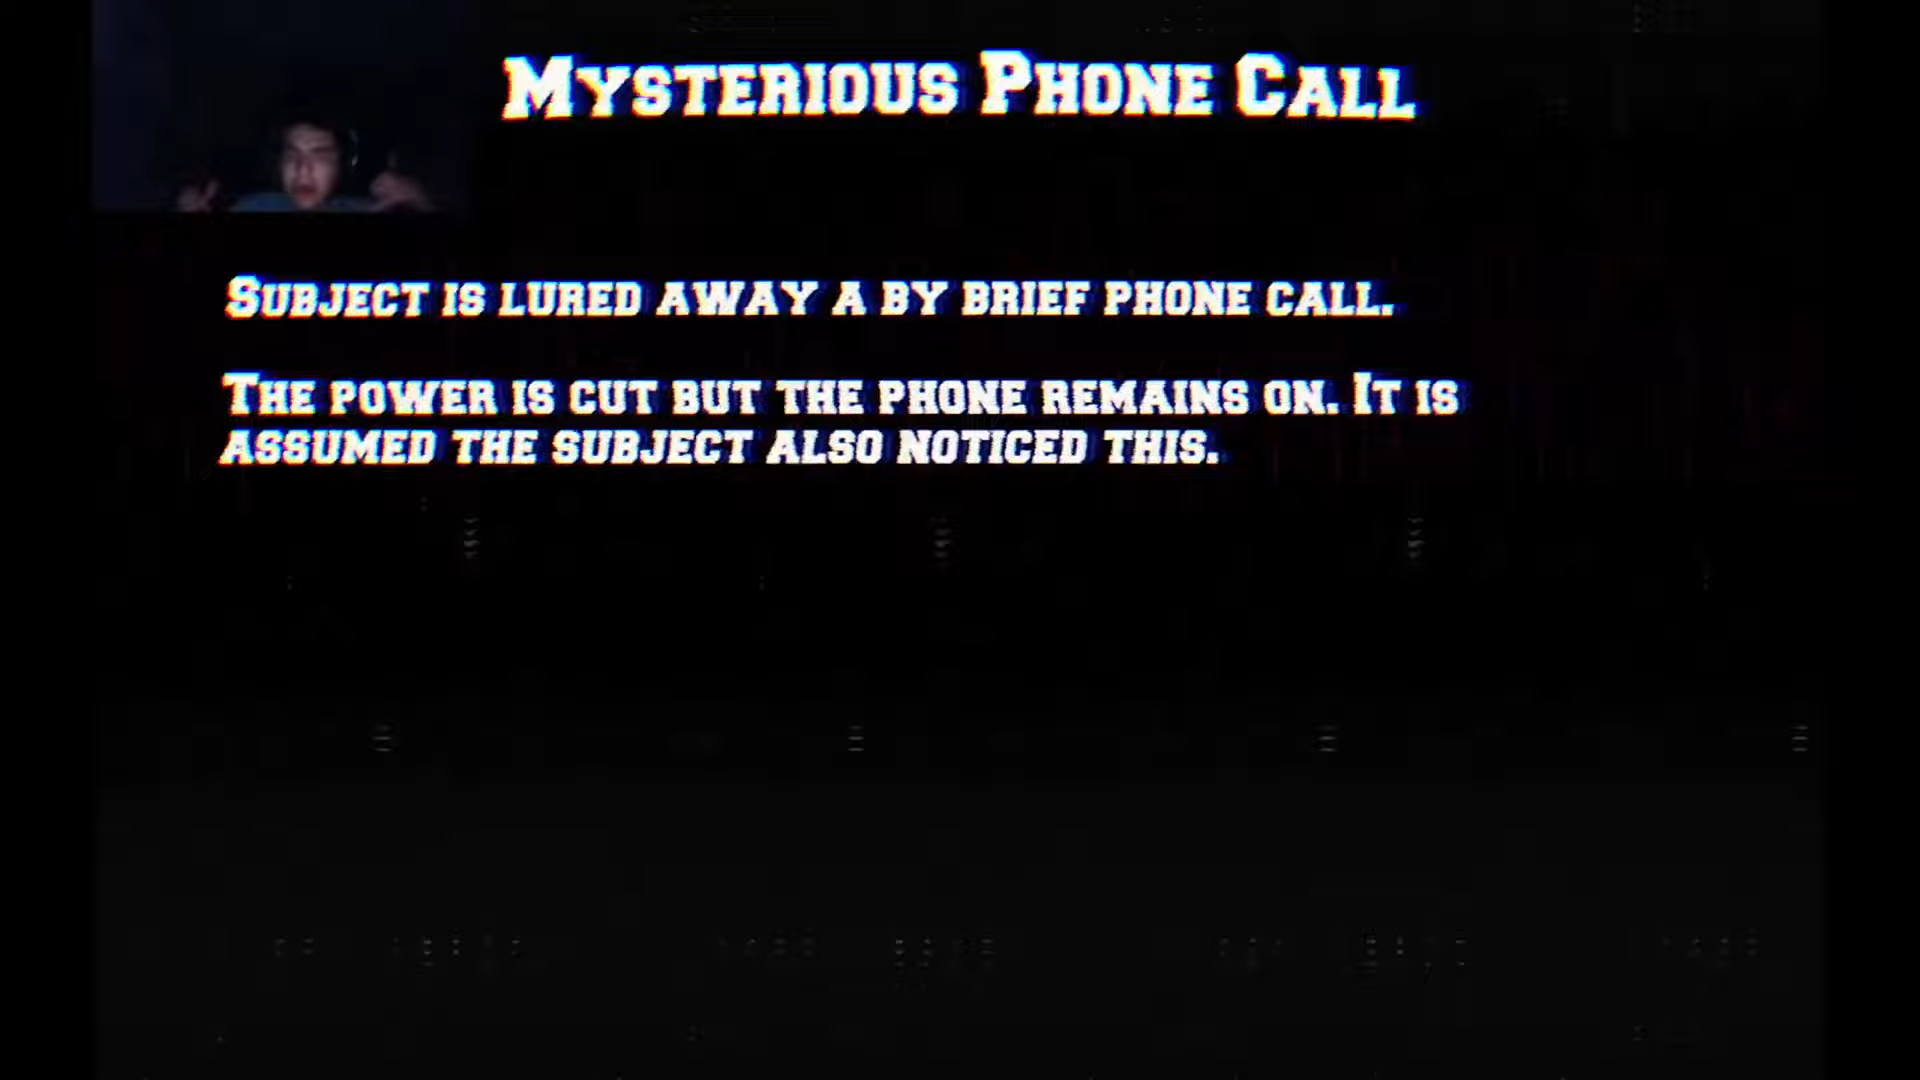 Mysterious Phone Call
Subject is lured away a by brief phone call.
The power is cut but the phone remains on. It is
assumed the subject also noticed this.